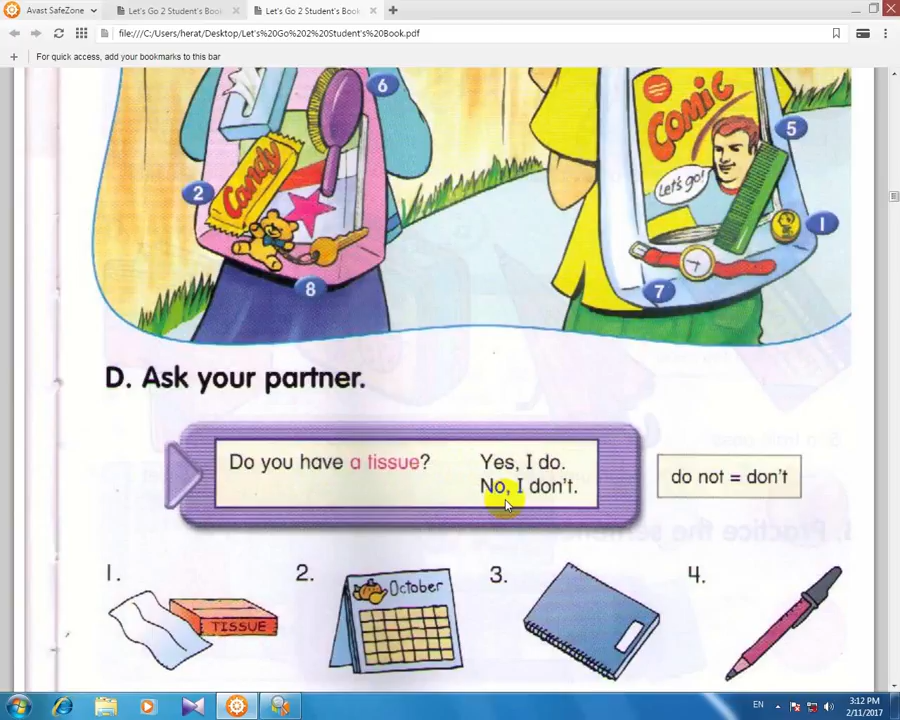 Avast SafeZone
Let's Go 2 Student's Book
Let's Go 2 Student's Book
file:///C:/Users/herat/Desktop/Let's%20Go%202%20Student's%20Book.pdf
For quick access, add your bookmarks to this bar
6
Comic
5
Candy
2
Let's go!
1
7
8
D. Ask your partner.
Do you have a tissue?
Yes, I do.
No, I don't.
do not = don't
1.
2.
3.
4.
October
TISSUE
EN
3:12 PM
2/11/2017